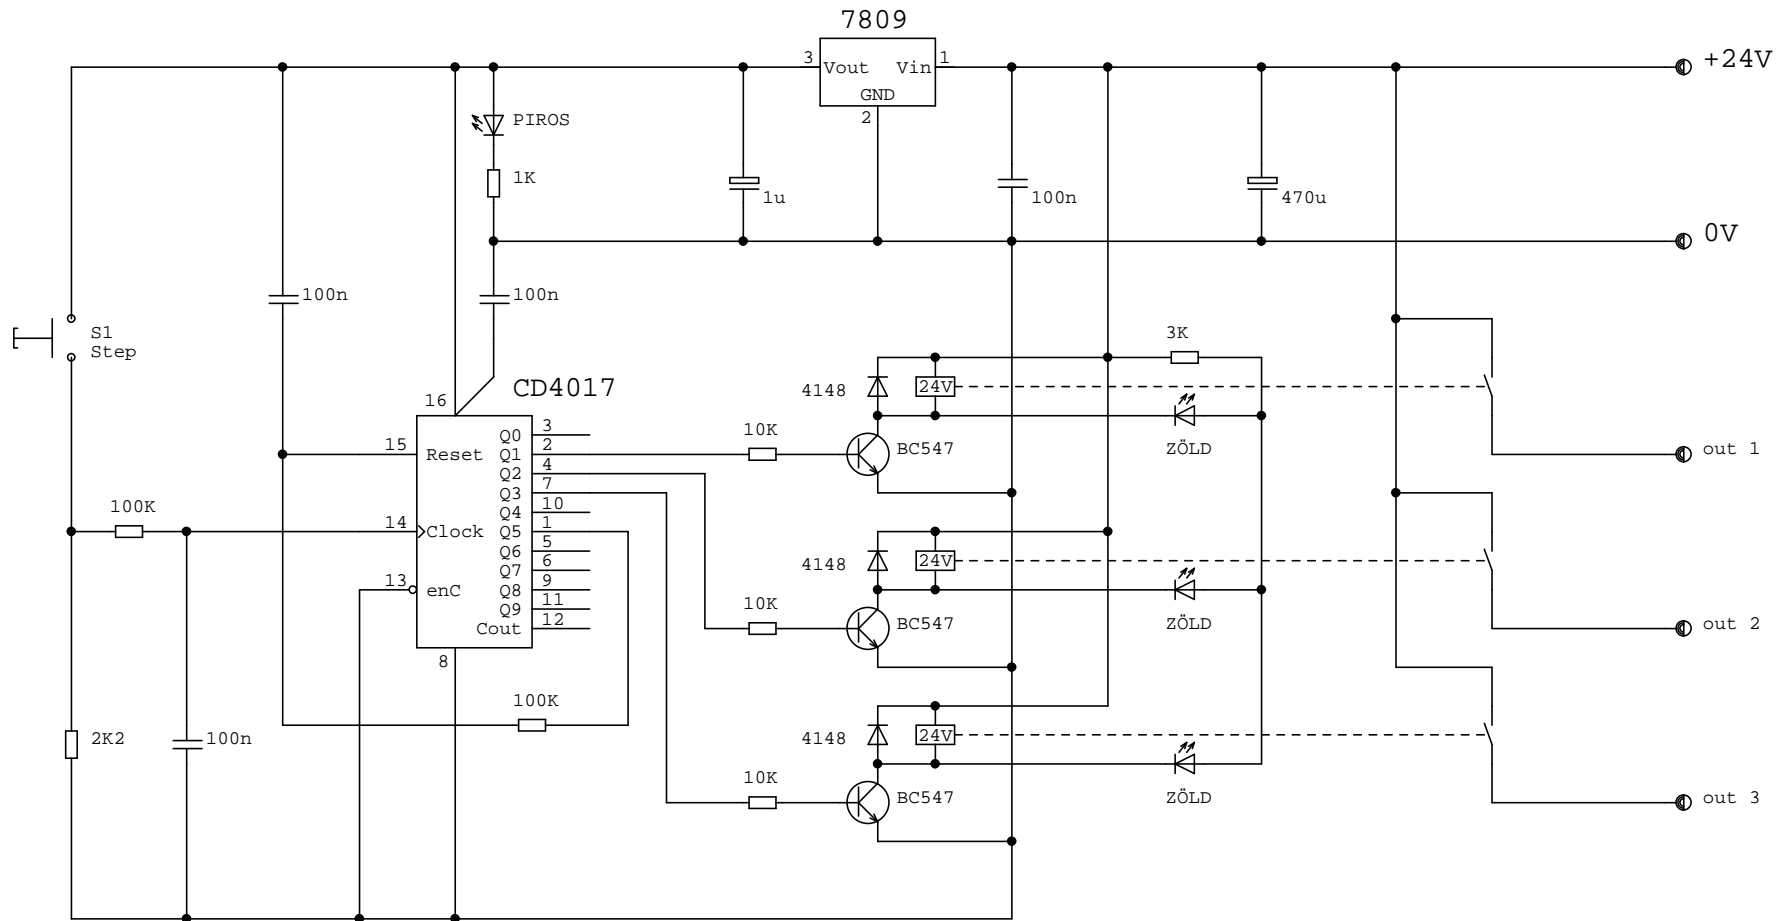 7809
3 Vout Vin 1
GND
2
+24V
PIROS
1K
1u
100n
470u
0V
100n
100n
S1
Step
3K
CD4017
16
4148
24V
10K
BC547
ZÖLD
out 1
15 Reset
Q0 3
Q1 2
Q2 4
Q3 7
Q4 10
100K
14 Clock
Q5 1
Q6 5
Q7 6
13 enC
Q8 9
Q9 11
Cout 12
8
4148
24V
10K
BC547
ZÖLD
out 2
100K
2K2
100n
4148
24V
10K
BC547
ZÖLD
out 3